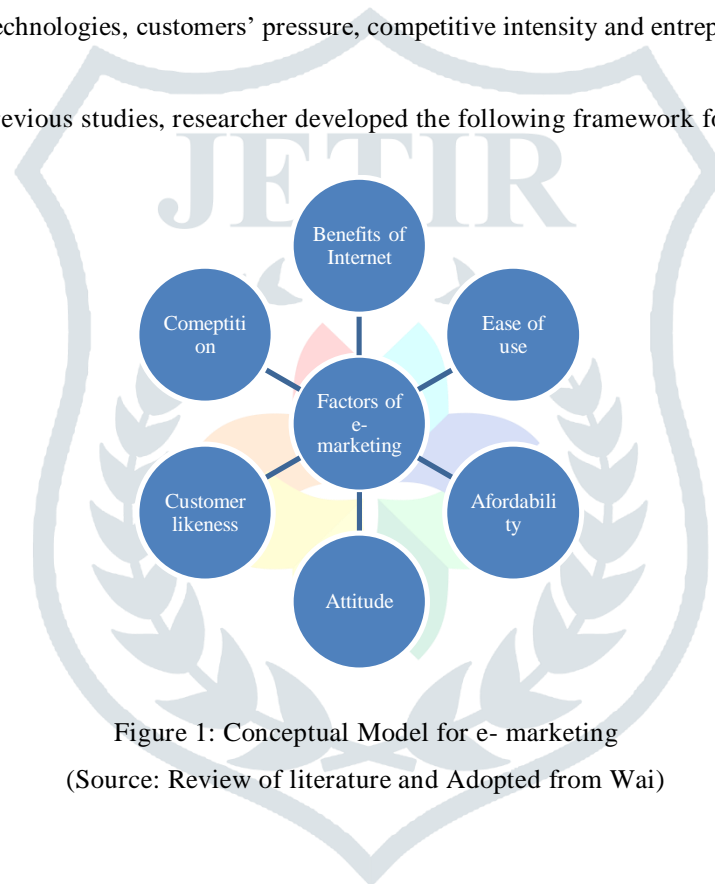 echnologies, customers’ pressure, competitive intensity and entrep
evious studies, researcher developed the following framework fo
JETIR
Benefits of
Internet
Ease of
use
Afordabili
ty
Attitude
Customer
likeness
Comeptiti
on
Factors of
e-
marketing
Figure 1: Conceptual Model for e- marketing
(Source: Review of literature and Adopted from Wai)